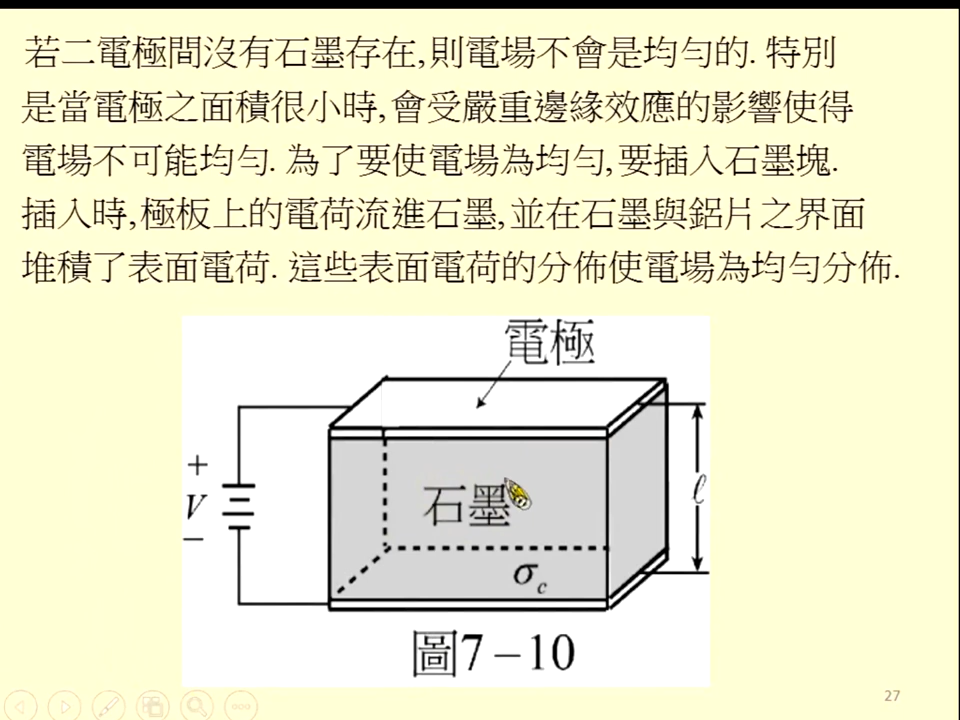 若二電極間沒有石墨存在,則電場不會是均勻的. 特別
是當電極之面積很小時,會受嚴重邊緣效應的影響使得
電場不可能均勻. 為了要使電場為均勻,要插入石墨塊.
插入時,極板上的電荷流進石墨,並在石墨與鋁片之界面
堆積了表面電荷. 這些表面電荷的分佈使電場為均勻分佈.
電極
+
V
−
石墨
ℓ
σc
圖7－10
27